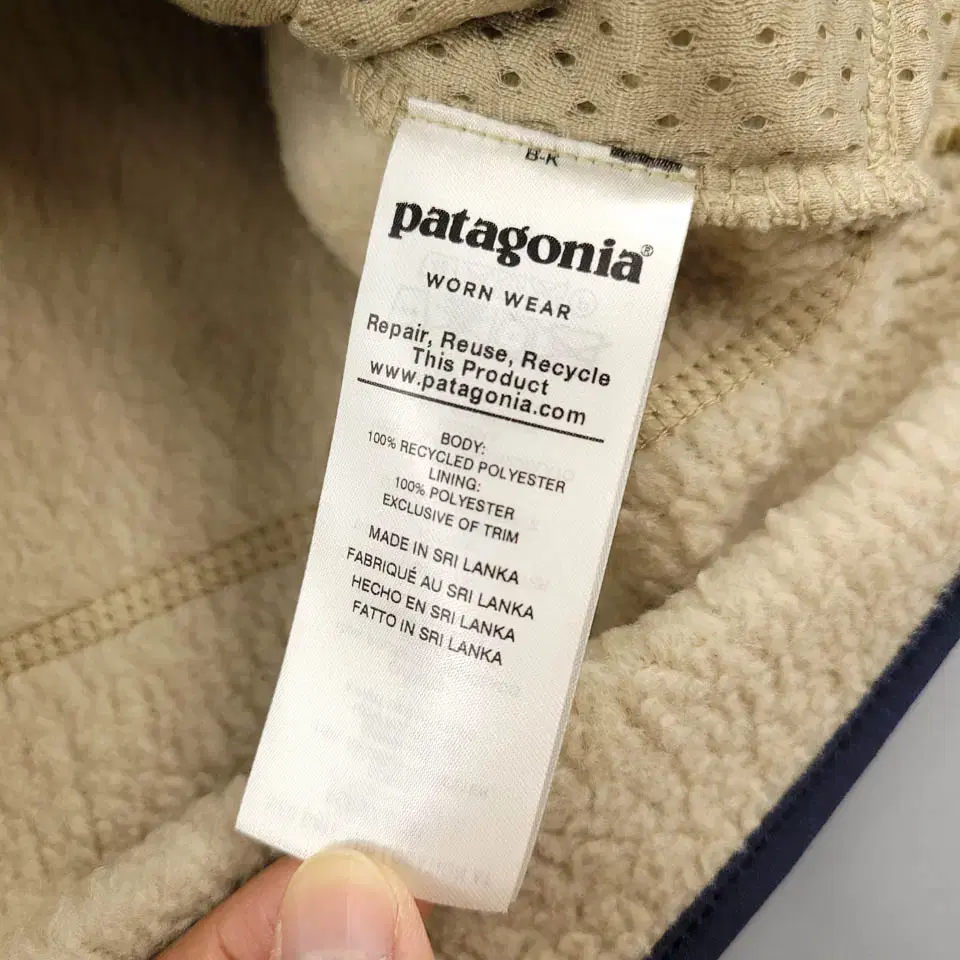 B-K
patagonia®
WORN WEAR
Repair, Reuse, Recycle
This Product
www.patagonia.com
BODY:
100% RECYCLED POLYESTER
LINING:
100% POLYESTER
EXCLUSIVE OF TRIM
MADE IN SRI LANKA
FABRIQUÉ AU SRI LANKA
HECHO EN SRI LANKA
FATTO IN SRI LANKA